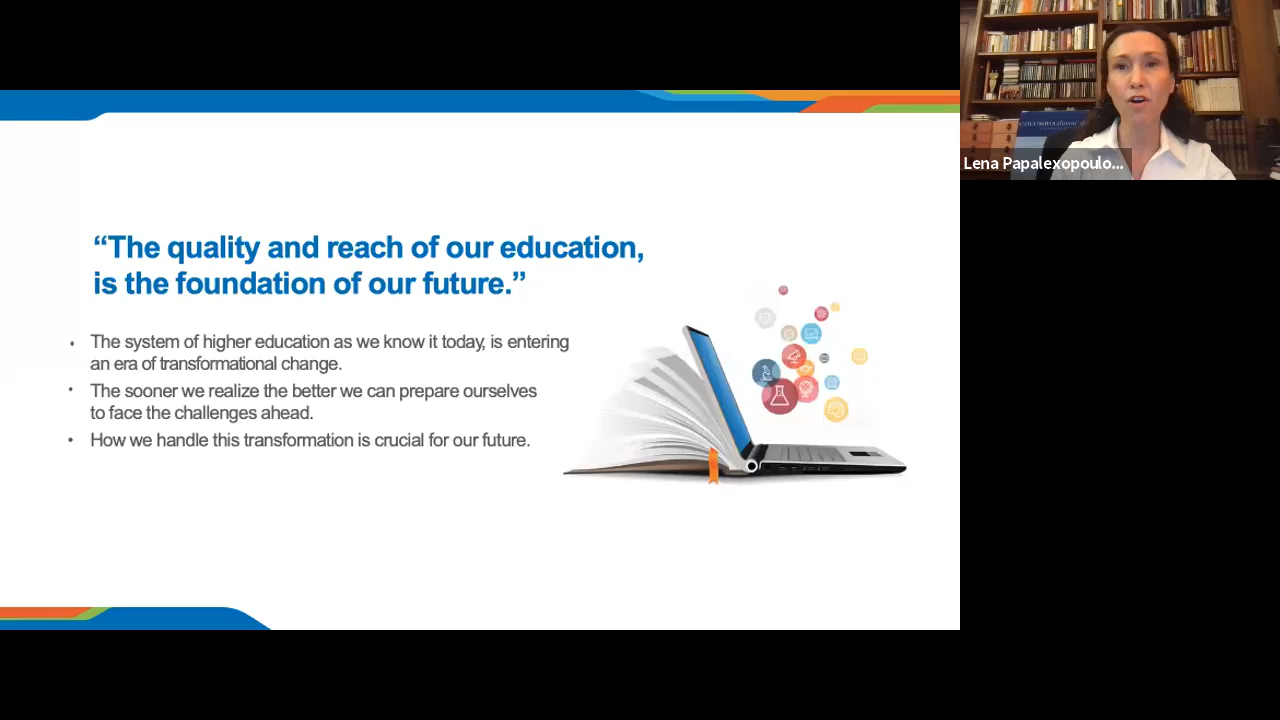 “The quality and reach of our education,
is the foundation of our future.”
• The system of higher education as we know it today, is entering
an era of transformational change.
• The sooner we realize the better we can prepare ourselves
to face the challenges ahead.
• How we handle this transformation is crucial for our future.
COLUMBIA alumni
Lena Papalexopoulo...